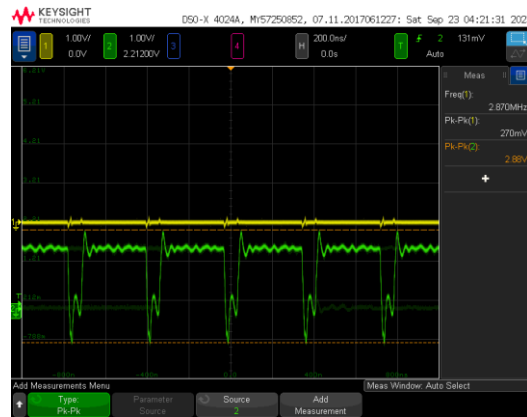 KEYSIGHT
TECHNOLOGIES
DSO-X 4024A, MY57250852, 07.11.2017061227: Sat Sep 23 04:21:31 202
1 1.00V/ 0.0V
2 1.00V/ 2.21200V
3
4
H 200.0ns/ 0.0s
T 2 131mV Auto
Meas
Freq(1):
2.870MHz
Pk-Pk(1):
270mV
Pk-Pk(2):
2.88V
Add Measurements Menu
Meas Window: Auto Select
Type:
Pk-Pk
Parameter
Source
Source
2
Add
Measurement